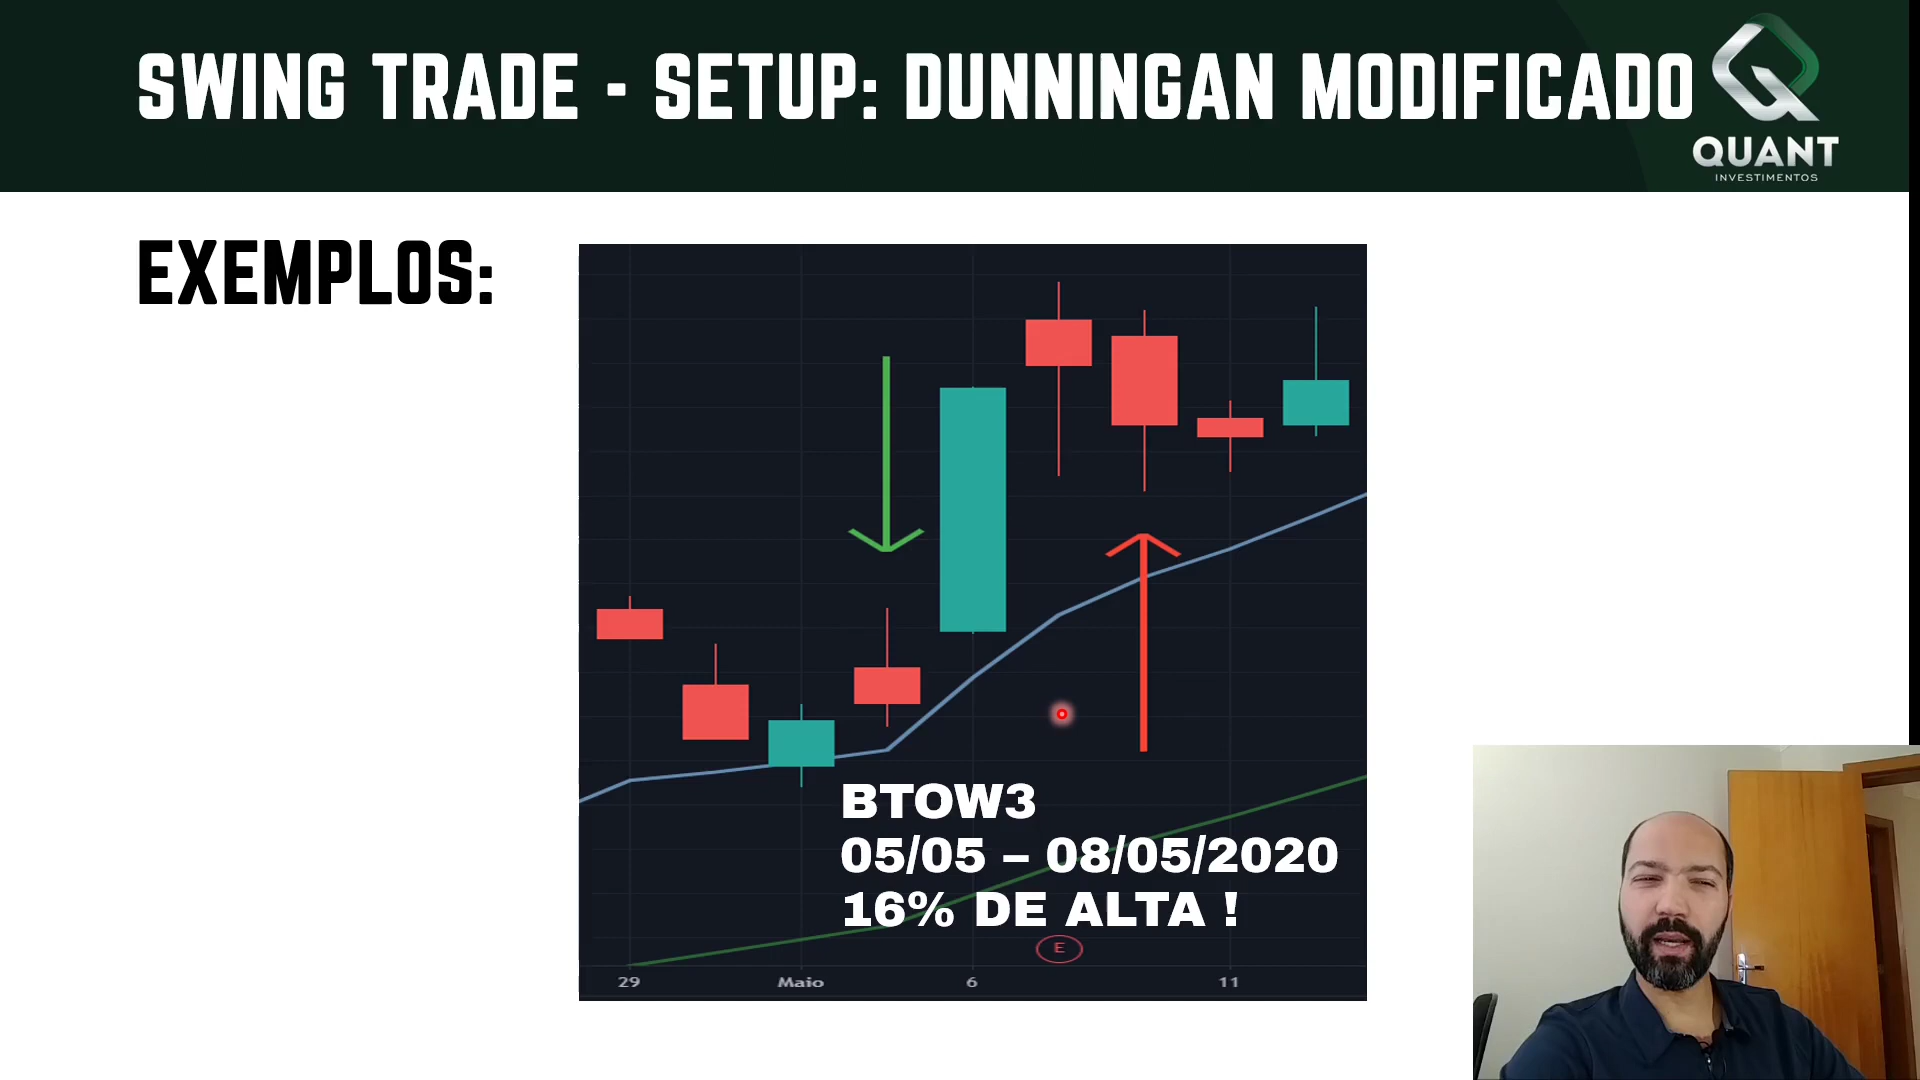 SWING TRADE - SETUP: DUNNINGAN MODIFICADO
QUANT
INVESTIMENTOS
EXEMPLOS:
BTOW3
05/05 – 08/05/2020
16% DE ALTA !
E
29 Maio 6 11